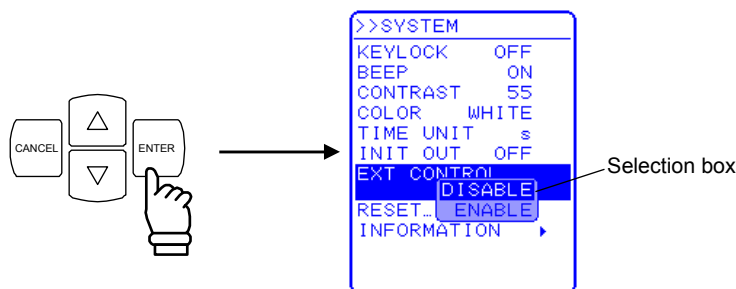 CANCEL
ENTER
>>SYSTEM
KEYLOCK OFF
BEEP ON
CONTRAST 55
COLOR WHITE
TIME UNIT s
INIT OUT OFF
EXT CONTROL
DISABLE
RESET… ENABLE
INFORMATION
Selection box